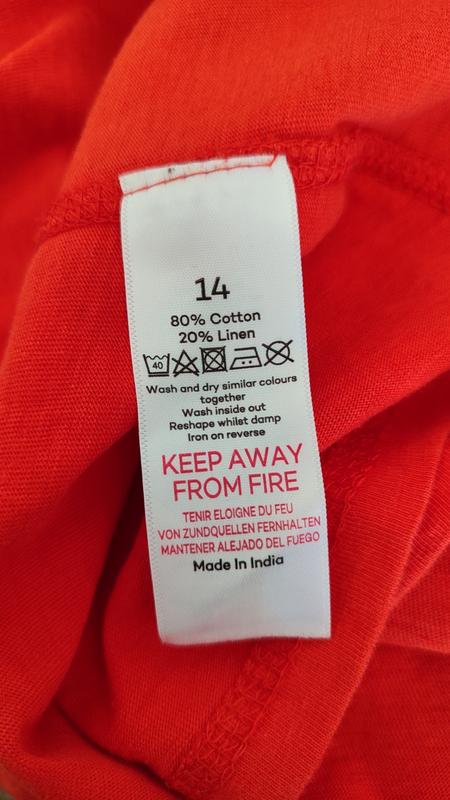 14
80% Cotton
20% Linen
40
Wash and dry similar colours
together
Wash inside out
Reshape whilst damp
Iron on reverse
KEEP AWAY
FROM FIRE
TENIR ELOIGNE DU FEU
VON ZUNDQUELLEN FERNHALTEN
MANTENER ALEJADO DEL FUEGO
Made In India